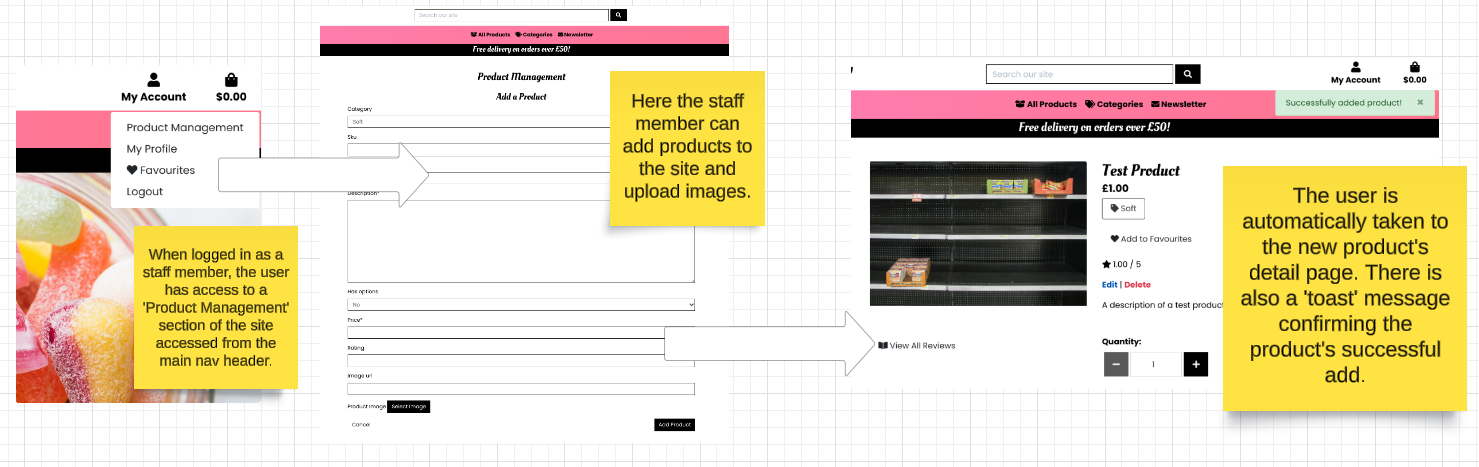 My Account
$0.00
Product Management
My Profile
Favourites
Logout
When logged in as a
staff member, the user
has access to a
'Product Management'
section of the site
accessed from the
main nav header.
Search our site
All Products Categories Newsletter
Free delivery on orders over £50!
Product Management
Add a Product
Category
Soft
Sku
Description*
Has options
No
Price*
Rating
Image url
Product Image Select Image
Cancel
Add Product
Here the staff
member can
add products to
the site and
upload images.
Search our site
My Account
$0.00
All Products Categories Newsletter
Successfully added product! ×
Free delivery on orders over £50!
Test Product
£1.00
Soft
Add to Favourites
1.00 / 5
Edit | Delete
A description of a test product
Quantity:
− 1 +
View All Reviews
The user is
automatically taken to
the new product's
detail page. There is
also a 'toast' message
confirming the
product's successful
add.